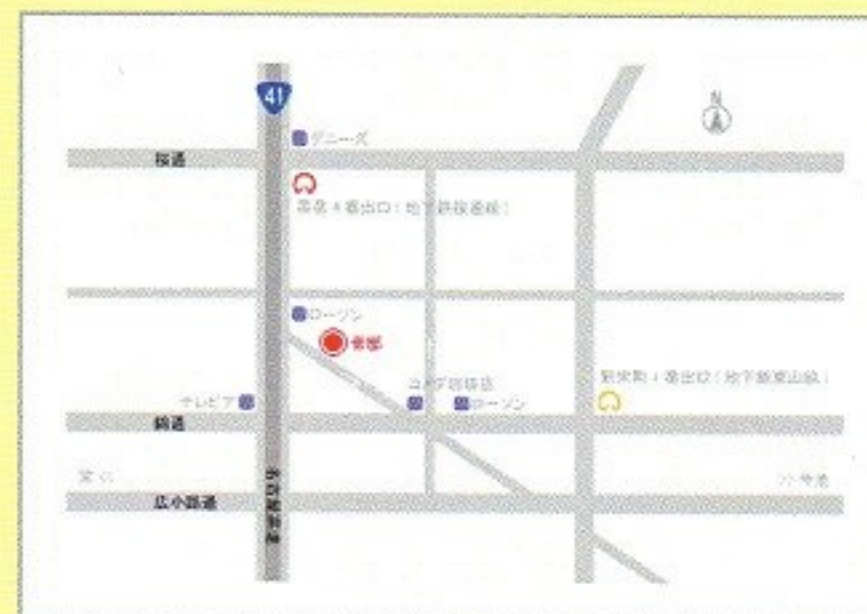 41
N
デニーズ
桜通
高岳4番出口(地下鉄桜通線)
ローソン
コメダ珈琲店
新栄町1番出口(地下鉄東山線)
テレピア
ローソン
錦通
広小路通